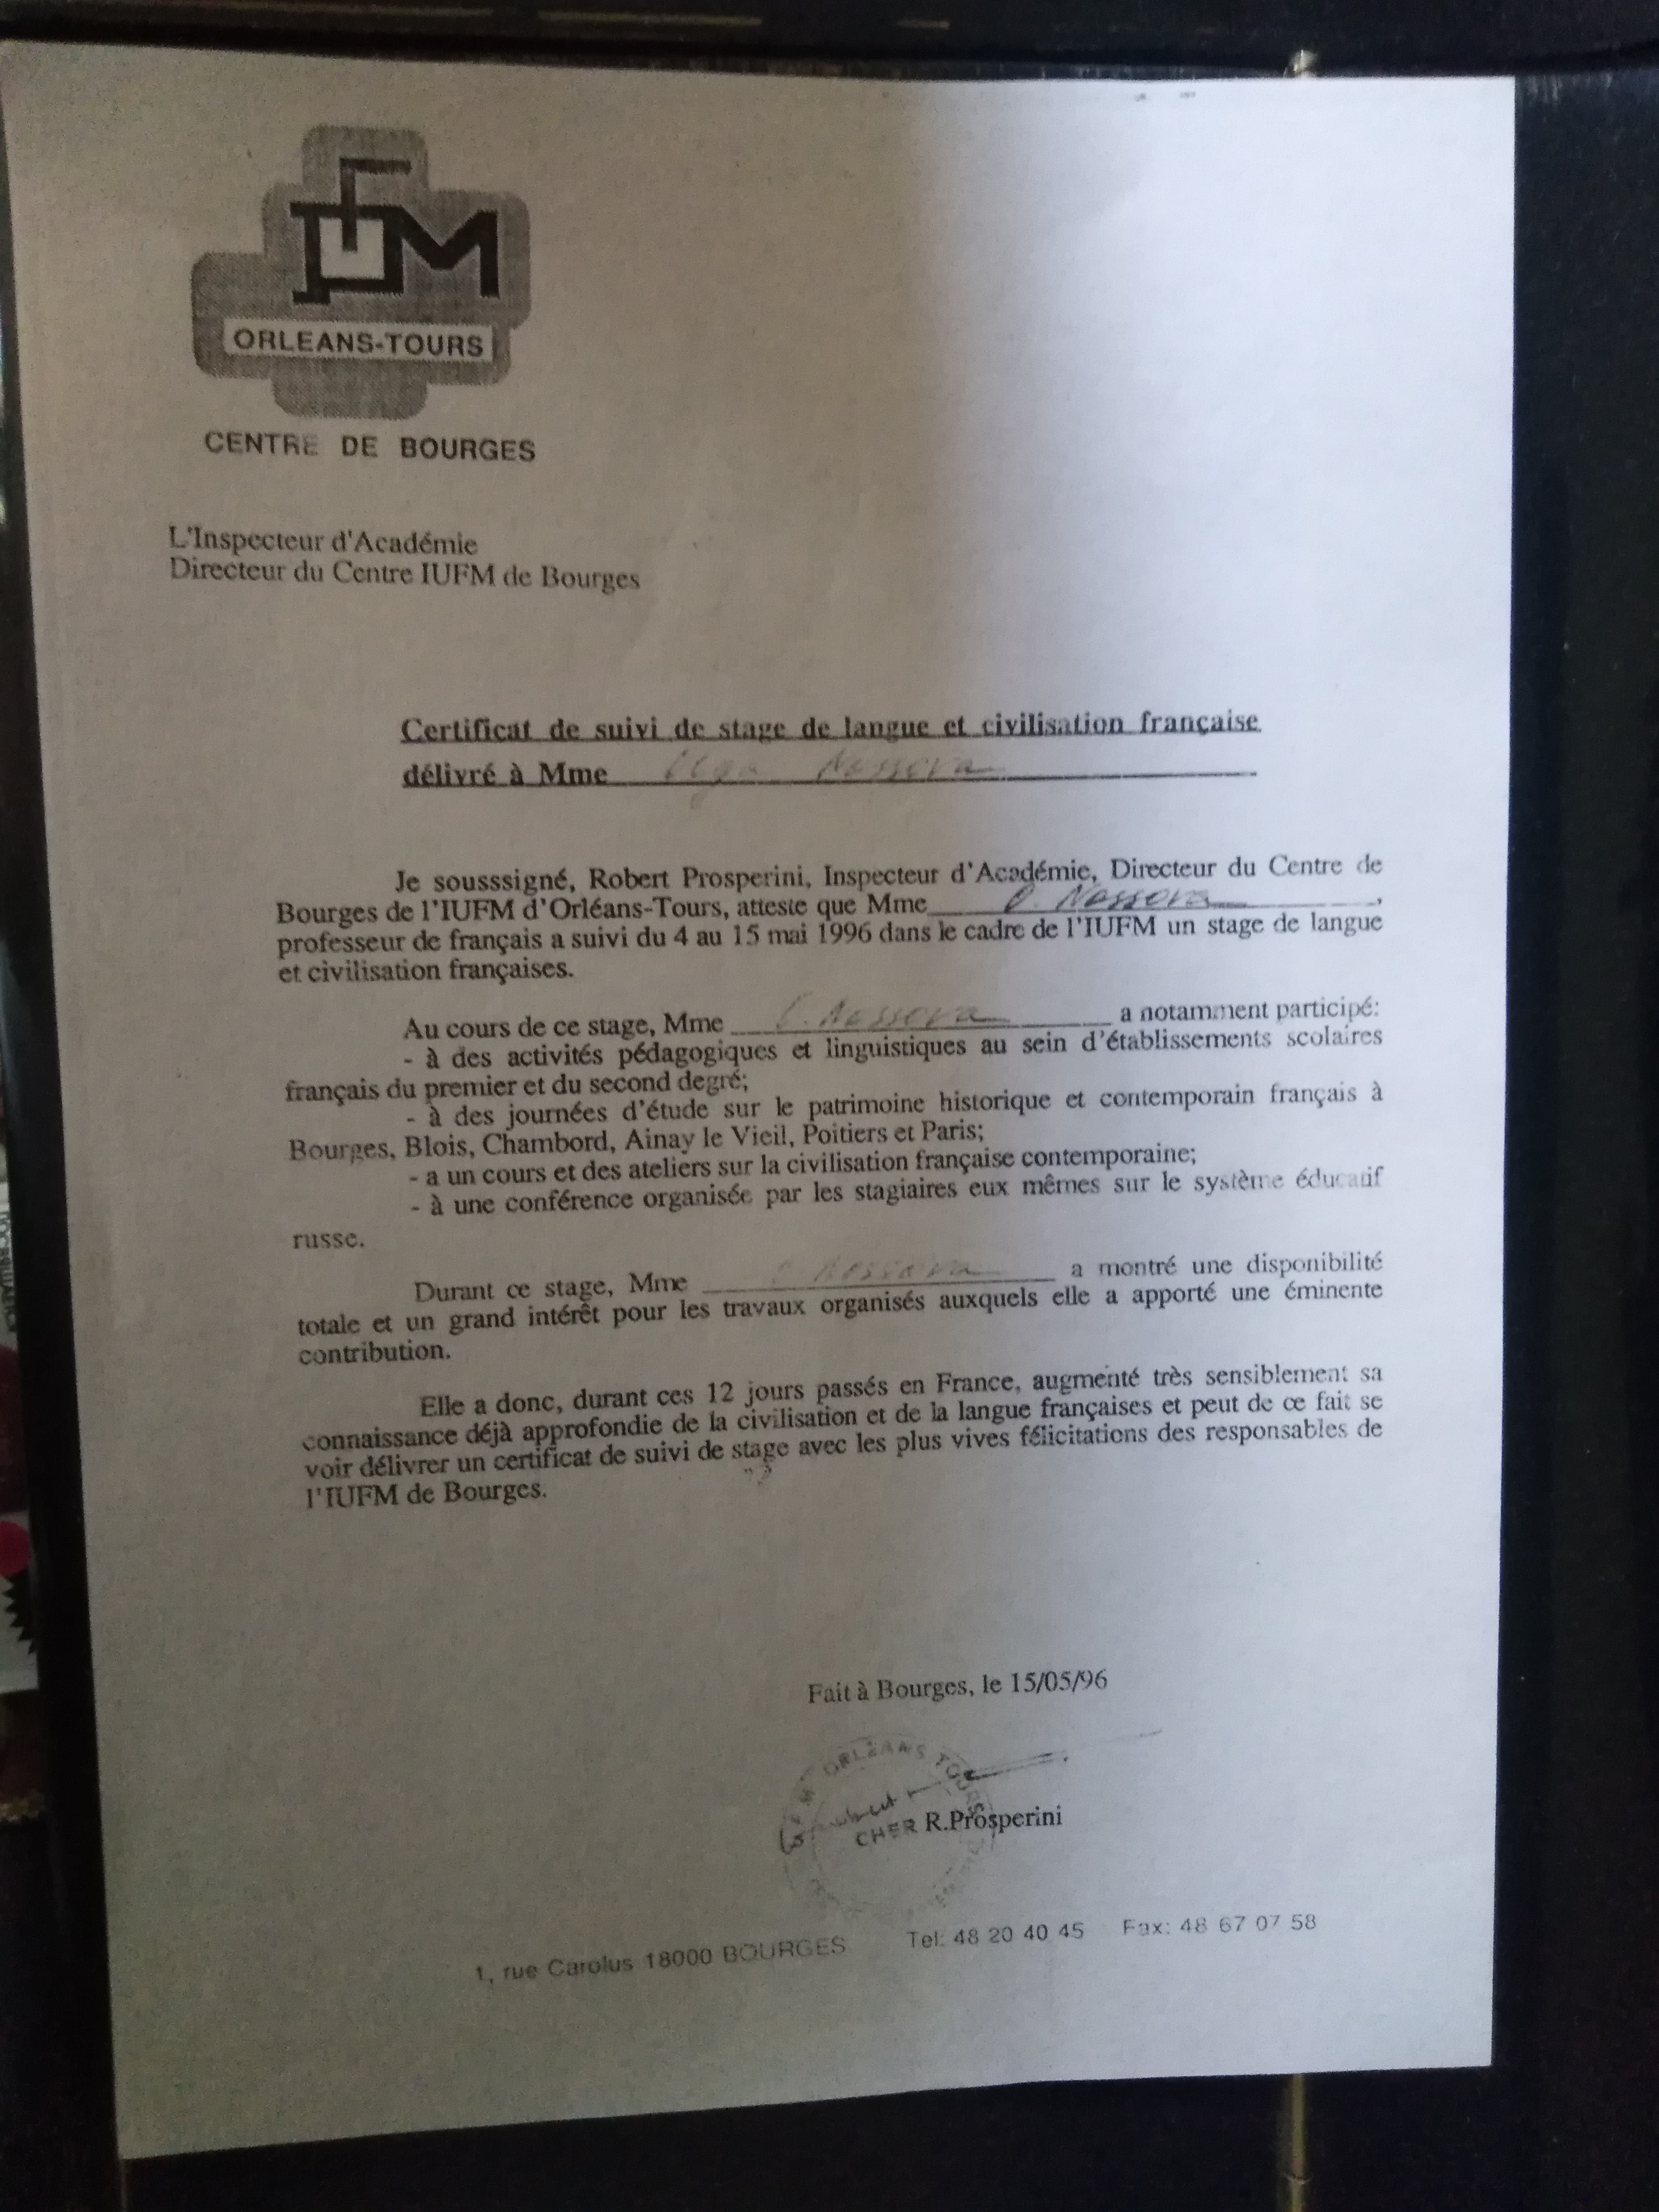 IUFM
ORLEANS-TOURS
CENTRE DE BOURGES
L'Inspecteur d'Académie
Directeur du Centre IUFM de Bourges
Certificat de suivi de stage de langue et civilisation française
délivré à Mme Olga Nossova
Je sousssigné, Robert Prosperini, Inspecteur d'Académie, Directeur du Centre de
Bourges de l'IUFM d'Orléans-Tours, atteste que Mme O. Nossova,
professeur de français a suivi du 4 au 15 mai 1996 dans le cadre de l'IUFM un stage de langue
et civilisation françaises.
Au cours de ce stage, Mme O. Nossova a notamment participé:
- à des activités pédagogiques et linguistiques au sein d'établissements scolaires
français du premier et du second degré;
- à des journées d'étude sur le patrimoine historique et contemporain français à
Bourges, Blois, Chambord, Ainay le Vieil, Poitiers et Paris;
- a un cours et des ateliers sur la civilisation française contemporaine;
- à une conférence organisée par les stagiaires eux mêmes sur le système éducatif
russe.
Durant ce stage, Mme O Nossova a montré une disponibilité
totale et un grand intérêt pour les travaux organisés auxquels elle a apporté une éminente
contribution.
Elle a donc, durant ces 12 jours passés en France, augmenté très sensiblement sa
connaissance déjà approfondie de la civilisation et de la langue françaises et peut de ce fait se
voir délivrer un certificat de suivi de stage avec les plus vives félicitations des responsables de
l'IUFM de Bourges.
Fait à Bourges, le 15/05/96
ORLEANS TOURS
CHER
R.Prosperini
1, rue Carolus 18000 BOURGES Tel: 48 20 40 45 Fax: 48 67 07 58